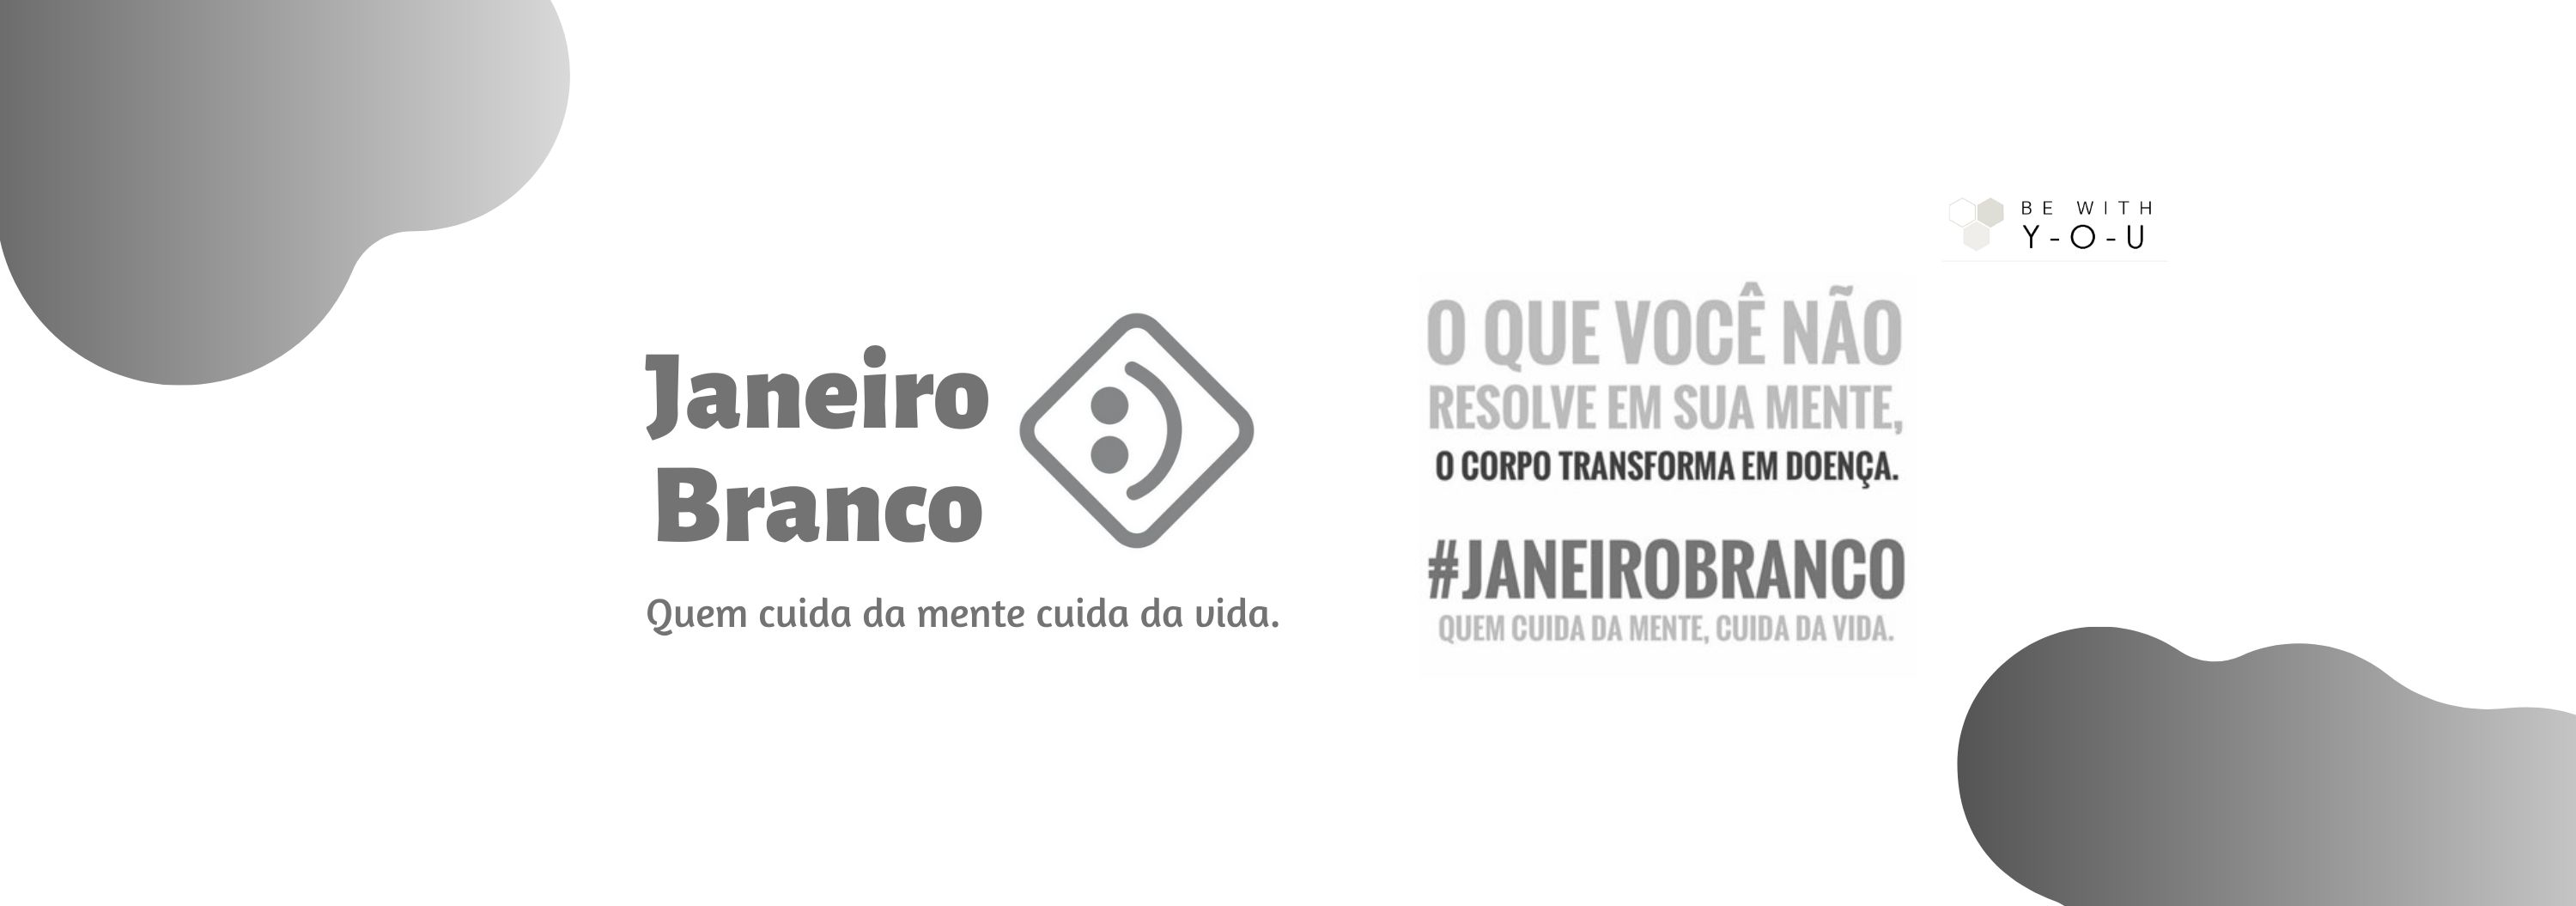 Janeiro
Branco
Quem cuida da mente cuida da vida.
BE WITH
Y-O-U
O QUE VOCÊ NÃO
RESOLVE EM SUA MENTE,
O CORPO TRANSFORMA EM DOENÇA.
#JANEIROBRANCO
QUEM CUIDA DA MENTE, CUIDA DA VIDA.